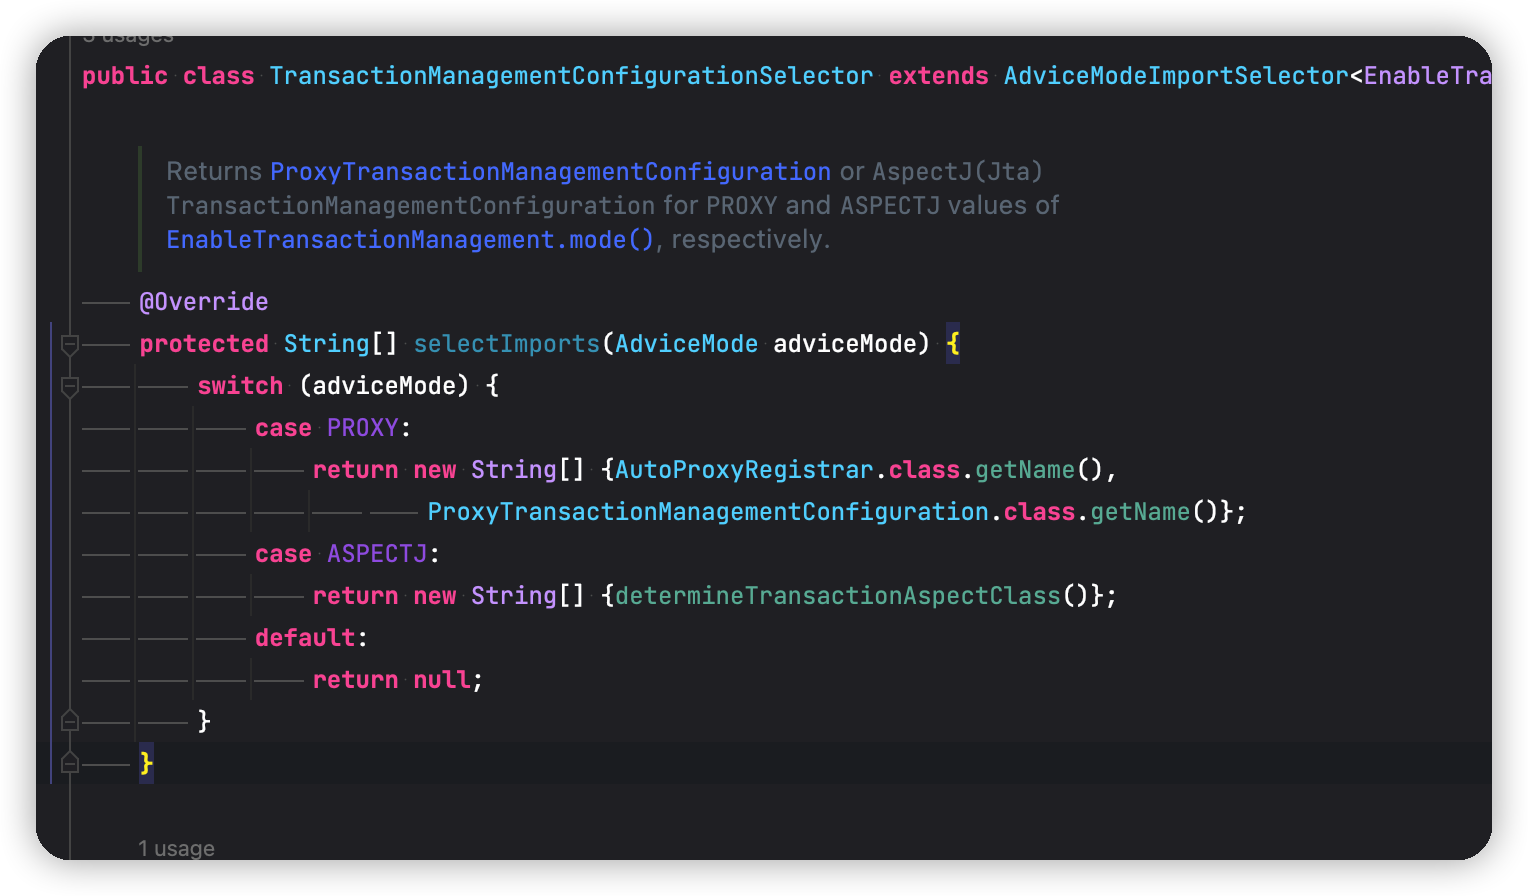 3 usages
public class TransactionManagementConfigurationSelector extends AdviceModeImportSelector<EnableTra
Returns ProxyTransactionManagementConfiguration or AspectJ(Jta)
TransactionManagementConfiguration for PROXY and ASPECTJ values of
EnableTransactionManagement.mode(), respectively.
@Override
protected String[] selectImports(AdviceMode adviceMode) {
switch (adviceMode) {
case PROXY:
return new String[] {AutoProxyRegistrar.class.getName(),
ProxyTransactionManagementConfiguration.class.getName()};
case ASPECTJ:
return new String[] {determineTransactionAspectClass()};
default:
return null;
}
}
1 usage